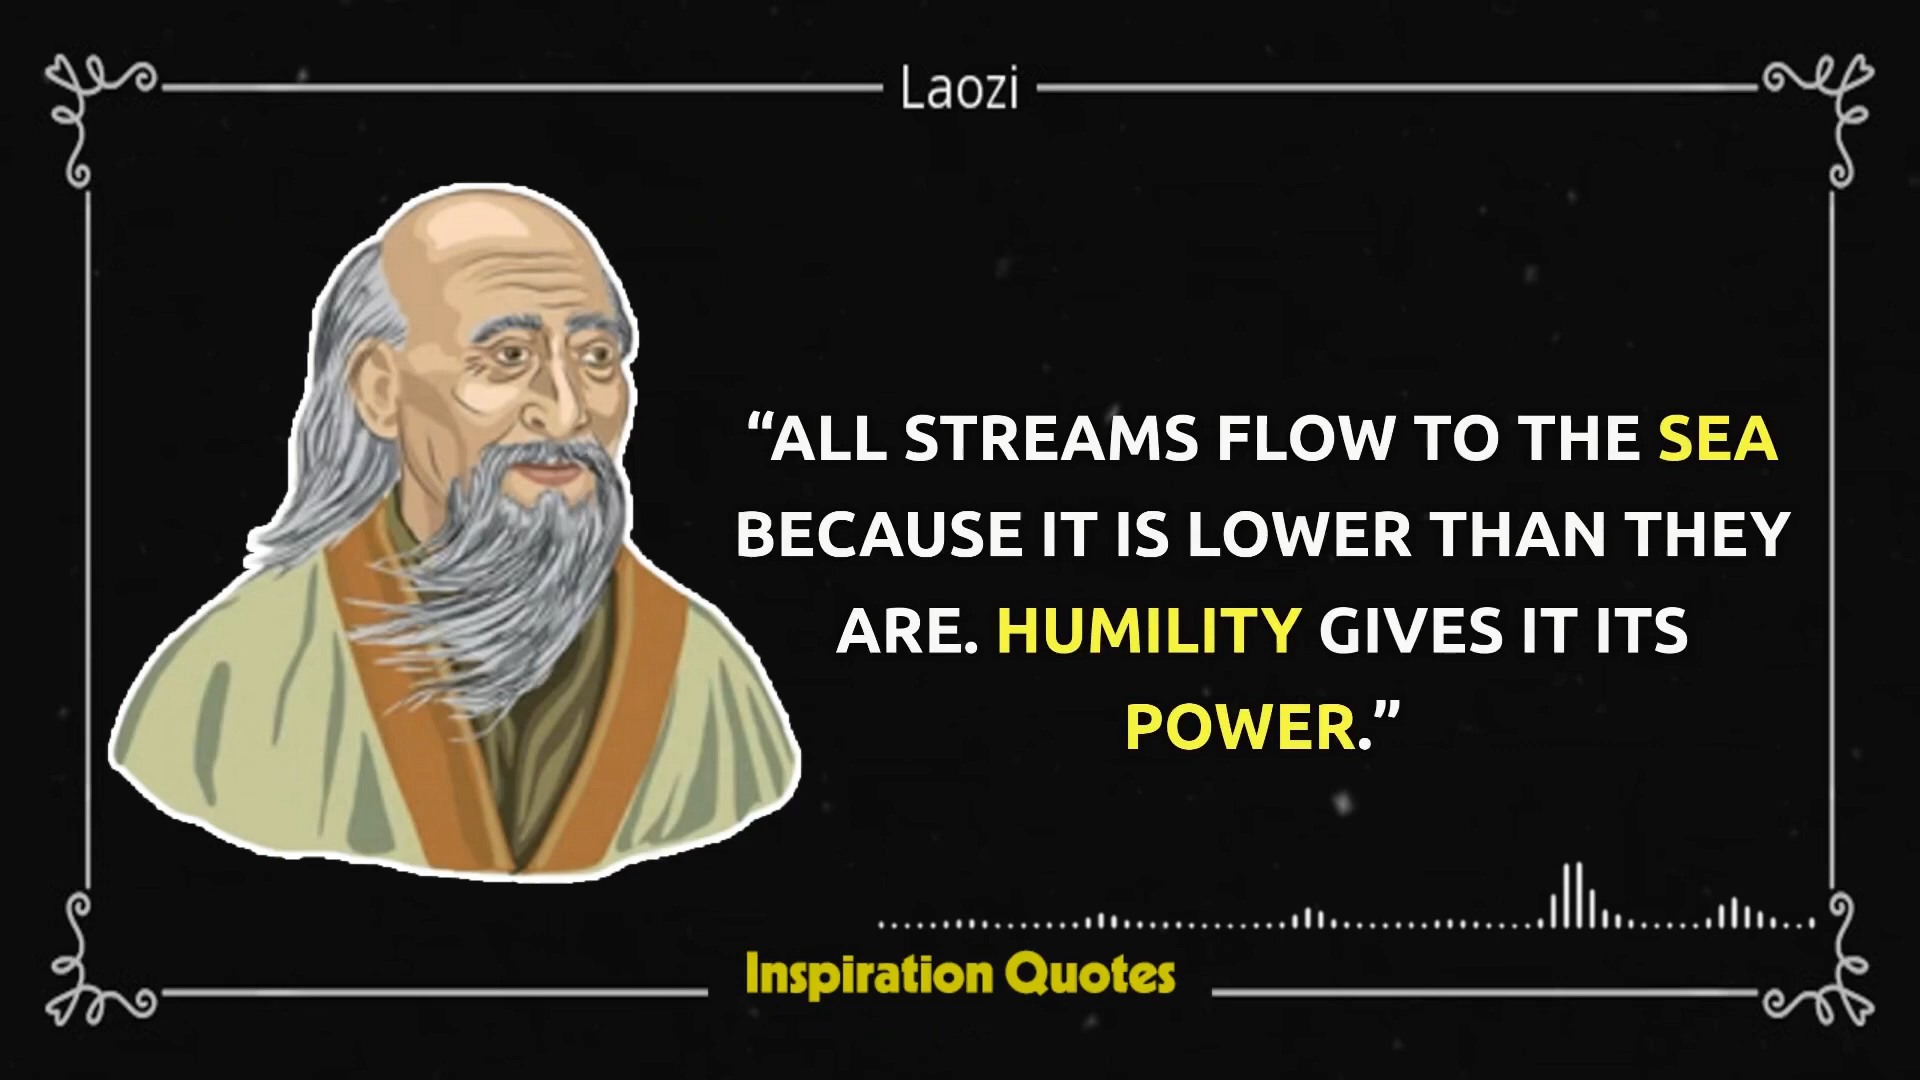 Laozi
“ALL STREAMS FLOW TO THE SEA
BECAUSE IT IS LOWER THAN THEY
ARE. HUMILITY GIVES IT ITS
POWER.”
Inspiration Quotes